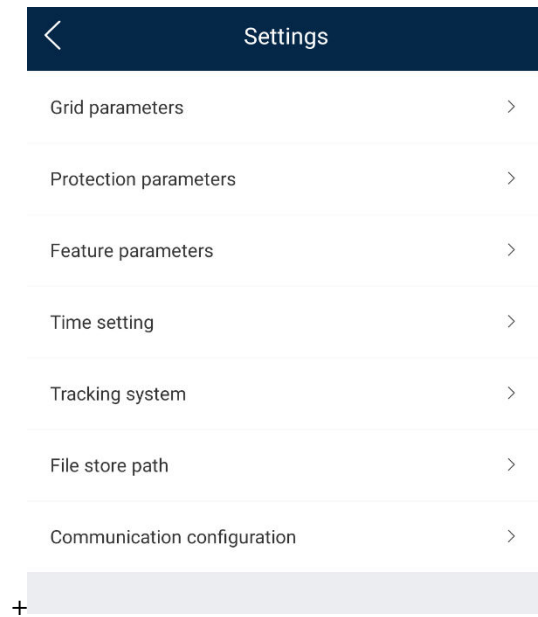 Settings
Grid parameters
Protection parameters
Feature parameters
Time setting
Tracking system
File store path
Communication configuration
+